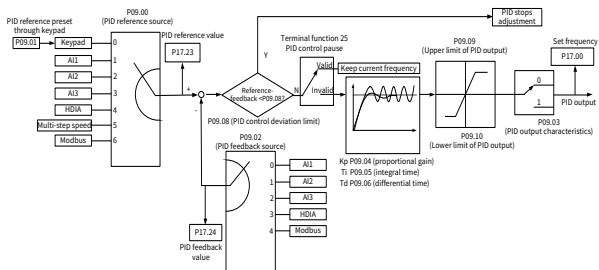 PID reference preset
through keypad
P09.01
P09.00
(PID reference source)
Keypad
0
AI1
1
AI2
2
AI3
3
HDIA
4
Multi-step speed
5
Modbus
6
PID reference value
P17.23
+
-
Y
N
Reference-
feedback <P09.08?
P09.08 (PID control deviation limit)
Terminal function 25
PID control pause
Valid
Invalid
Keep current frequency
PID stops
adjustment
P09.09
(Upper limit of PID output)
P09.10
(Lower limit of PID output)
Set frequency
P17.00
0
1
PID output
P09.03
(PID output characteristics)
Kp P09.04 (proportional gain)
Ti P09.05 (integral time)
Td P09.06 (differential time)
P09.02
(PID feedback source)
0
AI1
1
AI2
2
AI3
3
HDIA
4
Modbus
P17.24
PID feedback
value